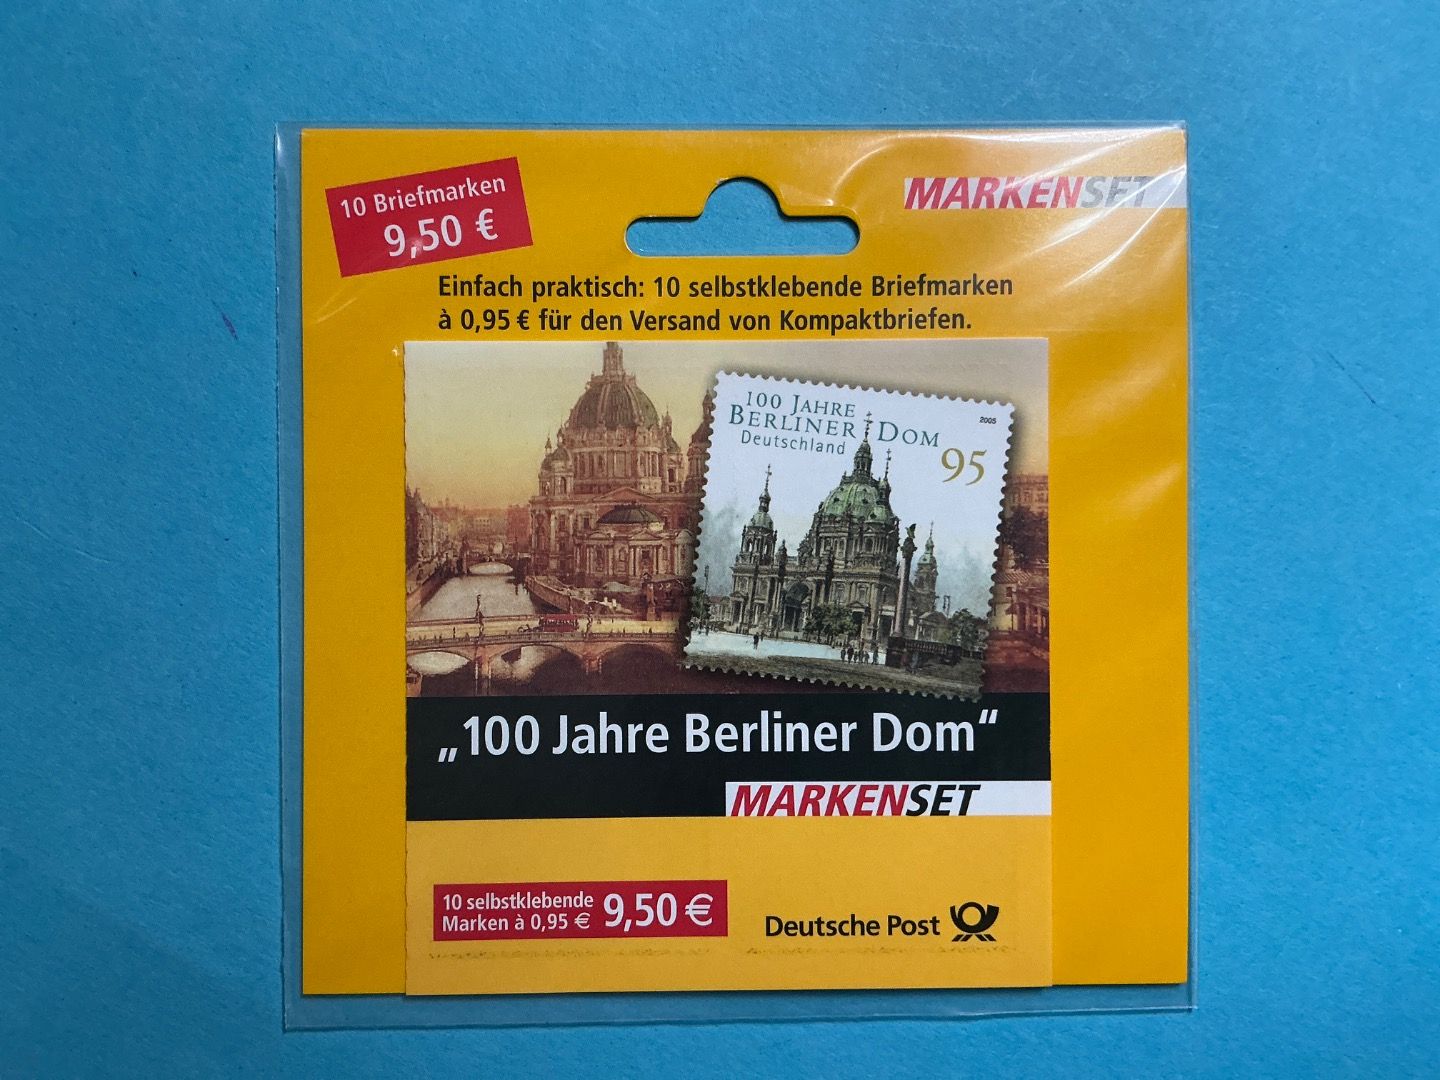 10 Briefmarken
9,50 €
MARKENSET
Einfach praktisch: 10 selbstklebende Briefmarken
à 0,95 € für den Versand von Kompaktbriefen.
100 JAHRE
BERLINER DOM
Deutschland
2005
95
„100 Jahre Berliner Dom“
MARKENSET
10 selbstklebende
Marken à 0,95 €
9,50 €
Deutsche Post